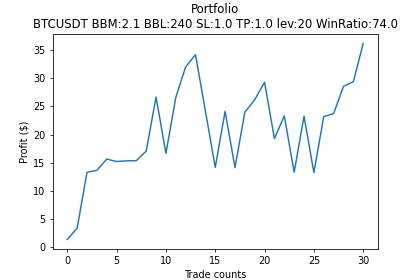 Portfolio
BTCUSDT BBM:2.1 BBL:240 SL:1.0 TP:1.0 lev:20 WinRatio:74.0
Profit ($)
35
30
25
20
15
10
5
0
0 5 10 15 20 25 30
Trade counts